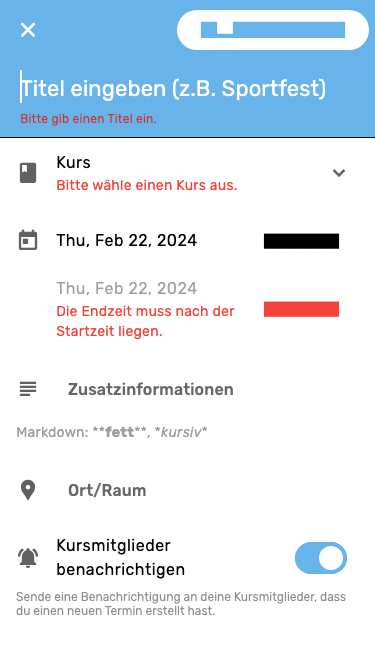 Titel eingeben (z.B. Sportfest)
Bitte gib einen Titel ein.
Kurs
Bitte wähle einen Kurs aus.
Thu, Feb 22, 2024
Thu, Feb 22, 2024
Die Endzeit muss nach der
Startzeit liegen.
Zusatzinformationen
Markdown: **fett**, *kursiv*
Ort/Raum
Kursmitglieder
benachrichtigen
Sende eine Benachrichtigung an deine Kursmitglieder, dass
du einen neuen Termin erstellt hast.